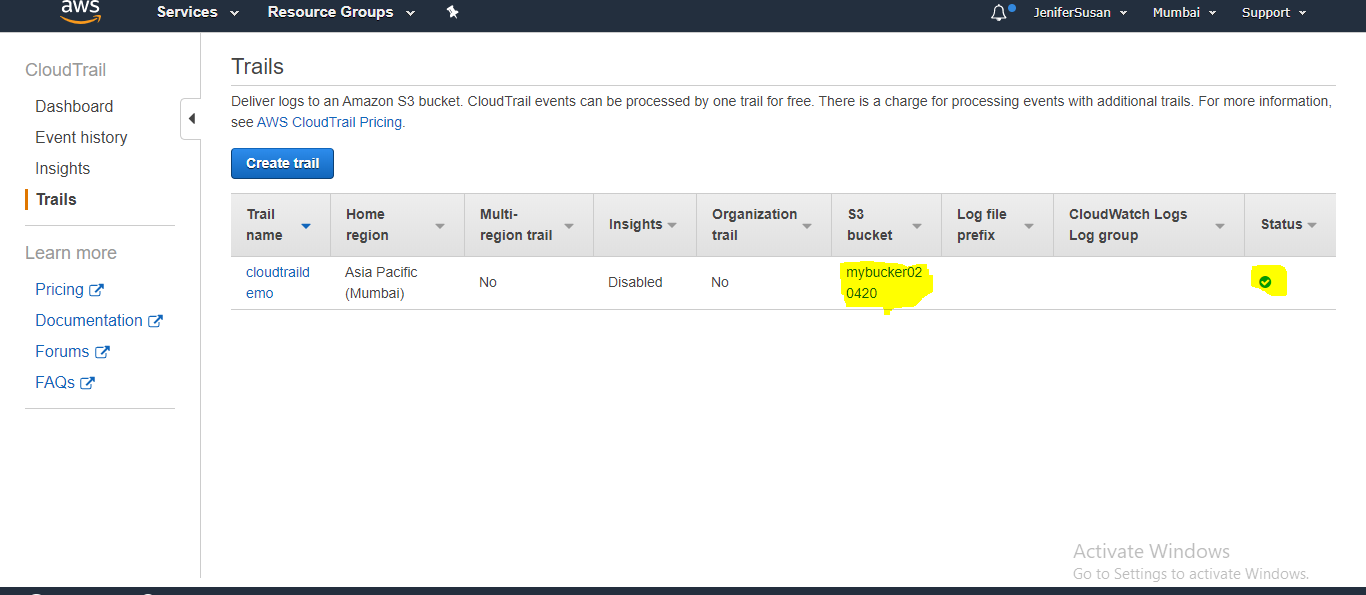 aws Services Resource Groups JeniferSusan Mumbai Support
CloudTrail
Dashboard
Event history
Insights
Trails
Learn more
Pricing
Documentation
Forums
FAQs
Trails
Deliver logs to an Amazon S3 bucket. CloudTrail events can be processed by one trail for free. There is a charge for processing events with additional trails. For more information,
see AWS CloudTrail Pricing.
Create trail
Trail name Home region Multi-region trail Insights Organization trail S3 bucket Log file prefix CloudWatch Logs Log group Status
cloudtraild Asia Pacific No Disabled No mybucker02
emo (Mumbai) 0420
Activate Windows
Go to Settings to activate Windows.